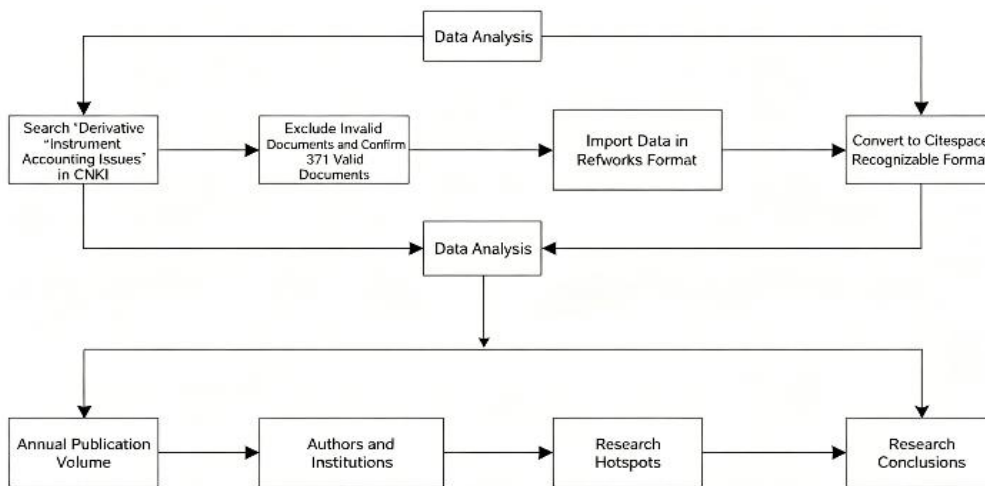 Data Analysis
Search "Derivative
"Instrument
Accounting Issues"
in CNKI
Exclude Invalid
Documents and Confirm
371 Valid
Documents
Import Data in
Refworks Format
Convert to Citespace
Recognizable Format
Data Analysis
Annual Publication
Volume
Authors and
Institutions
Research
Hotspots
Research
Conclusions